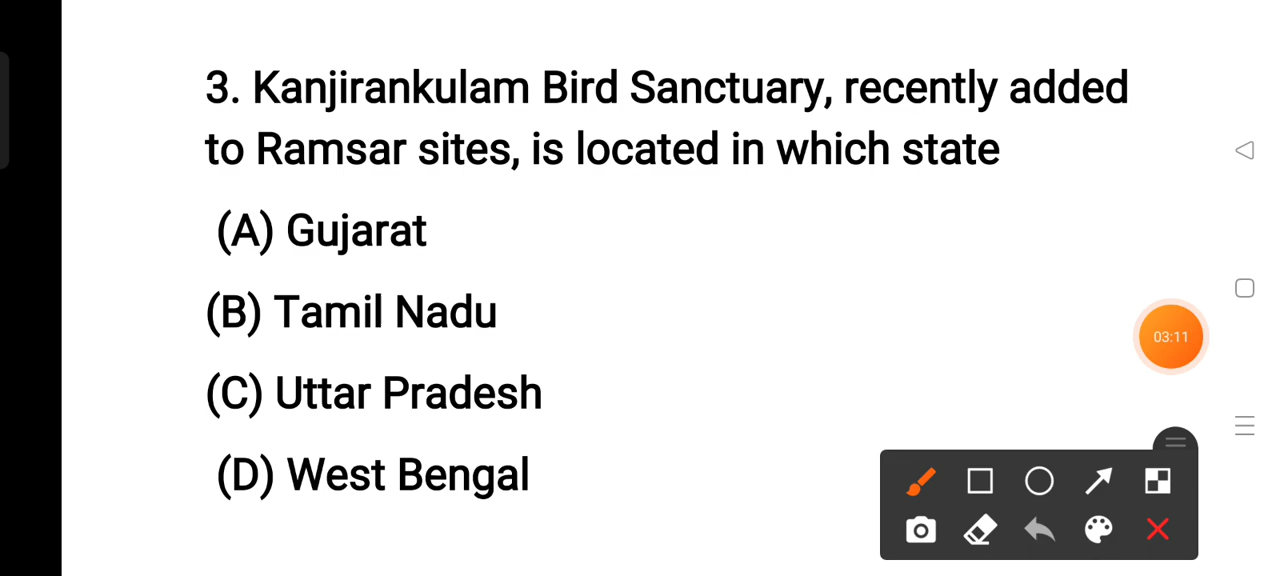 3. Kanjirankulam Bird Sanctuary, recently added
to Ramsar sites, is located in which state
(A) Gujarat
(B) Tamil Nadu
03:11
(C) Uttar Pradesh
(D) West Bengal